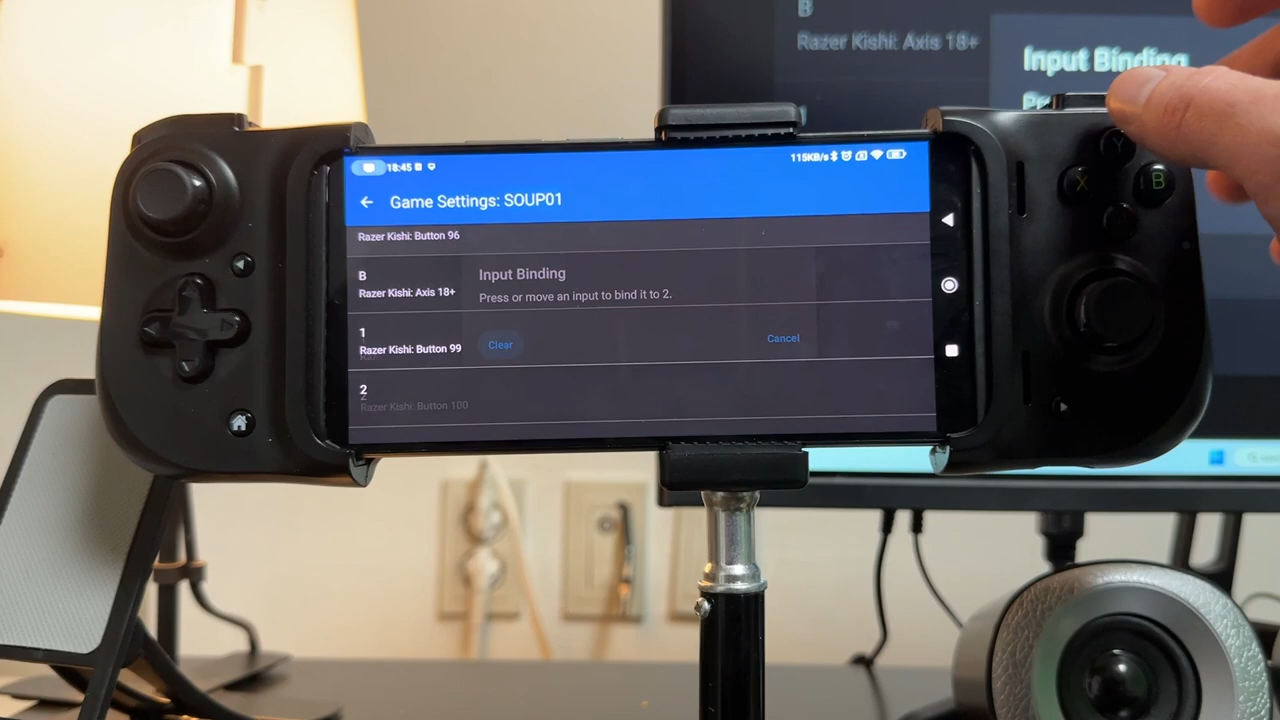 B
Razer Kishi: Axis 18+
Input Binding
18:45
115KB/s
Game Settings: SOUP01
Razer Kishi: Button 96
B
Razer Kishi: Axis 18+
Input Binding
Press or move an input to bind it to 2.
1
Razer Kishi: Button 99
Clear
Cancel
2
2
Razer Kishi: Button 100
Y
X
B